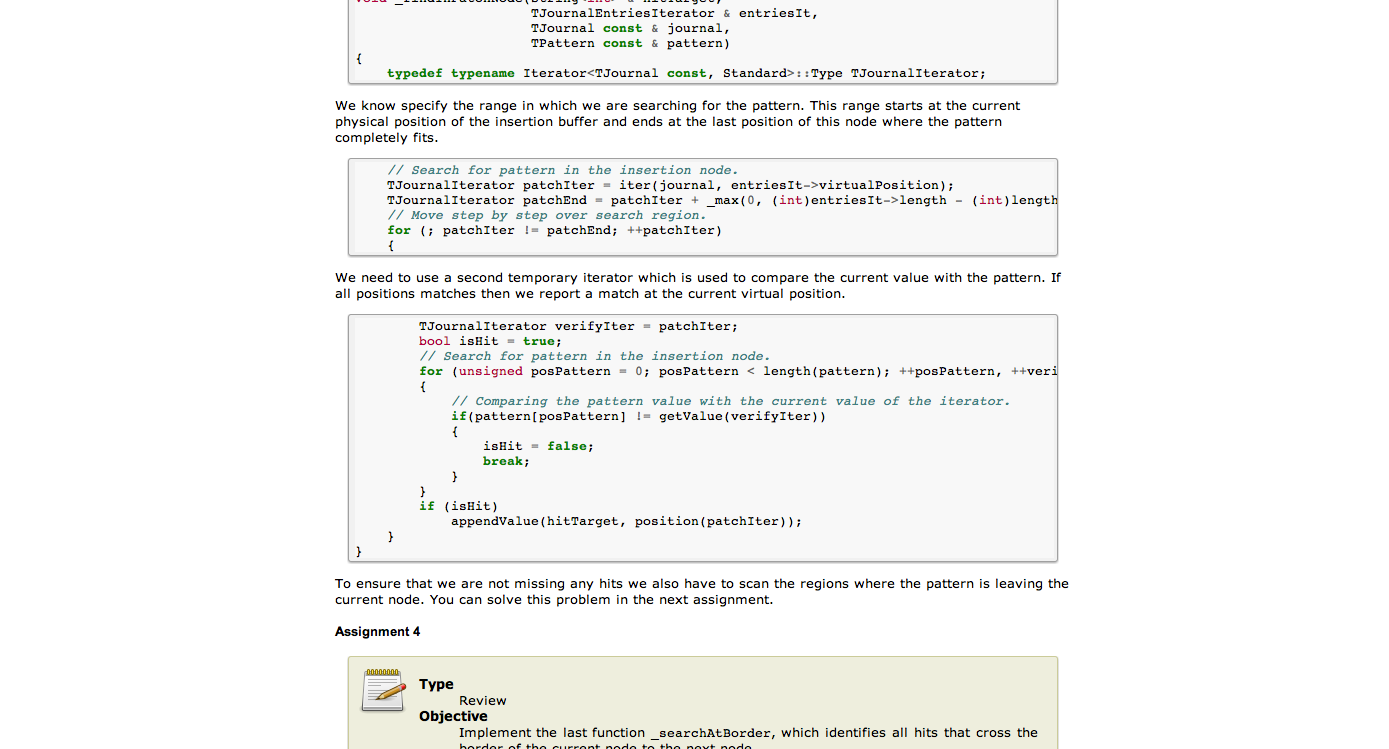 TJournalEntriesIterator & entriesIt,
TJournal const & journal,
TPattern const & pattern)
{
typedef typename Iterator<TJournal const, Standard>::Type TJournalIterator;
We know specify the range in which we are searching for the pattern. This range starts at the current
physical position of the insertion buffer and ends at the last position of this node where the pattern
completely fits.
// Search for pattern in the insertion node.
TJournalIterator patchIter = iter(journal, entriesIt->virtualPosition);
TJournalIterator patchEnd = patchIter + _max(0, (int)entriesIt->length - (int)length
// Move step by step over search region.
for (; patchIter != patchEnd; ++patchIter)
{
We need to use a second temporary iterator which is used to compare the current value with the pattern. If
all positions matches then we report a match at the current virtual position.
TJournalIterator verifyIter = patchIter;
bool isHit = true;
// Search for pattern in the insertion node.
for (unsigned posPattern = 0; posPattern < length(pattern); ++posPattern, ++veri
{
// Comparing the pattern value with the current value of the iterator.
if(pattern[posPattern] != getValue(verifyIter))
{
isHit = false;
break;
}
}
if (isHit)
appendValue(hitTarget, position(patchIter));
}
}
To ensure that we are not missing any hits we also have to scan the regions where the pattern is leaving the
current node. You can solve this problem in the next assignment.
Assignment 4
Type
Review
Objective
Implement the last function _searchAtBorder, which identifies all hits that cross the
border of the current node to the next node